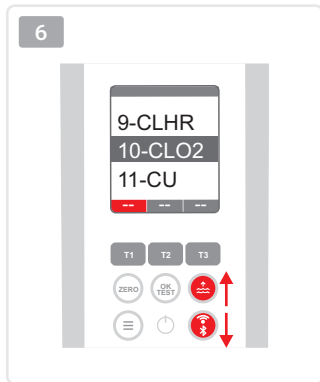 6
9-CLHR
10-CLO2
11-CU
-- -- --
T1 T2 T3
ZERO OK TEST